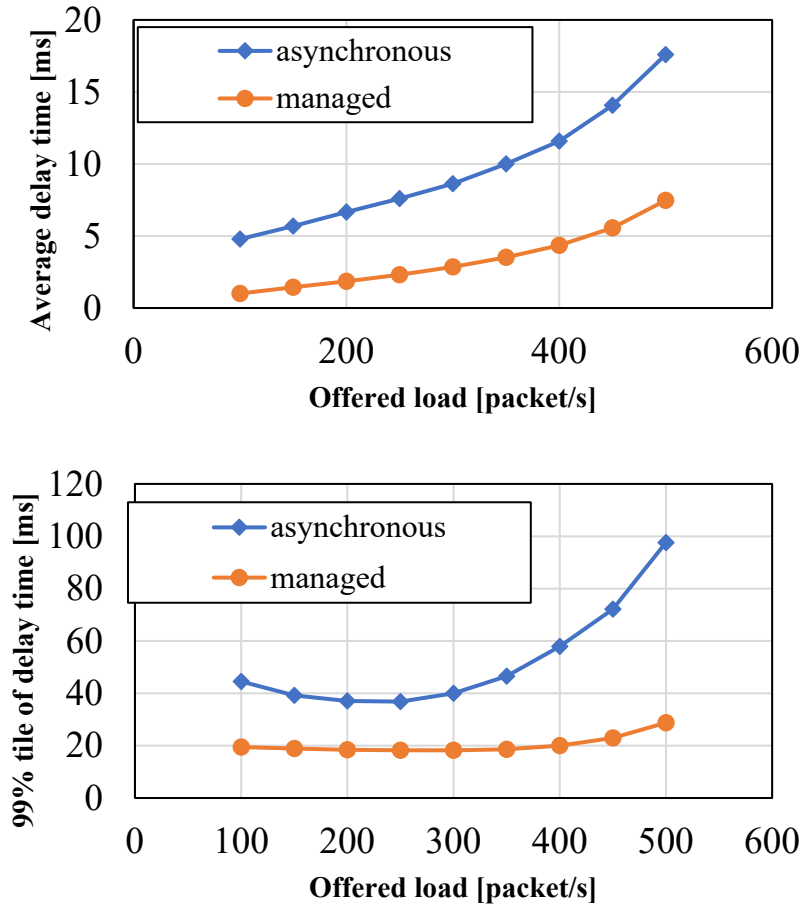 Average delay time [ms]
20
15
10
5
0
asynchronous
managed
0 200 400 600
Offered load [packet/s]
99% tile of delay time [ms]
120
100
80
60
40
20
0
asynchronous
managed
0 100 200 300 400 500 600
Offered load [packet/s]